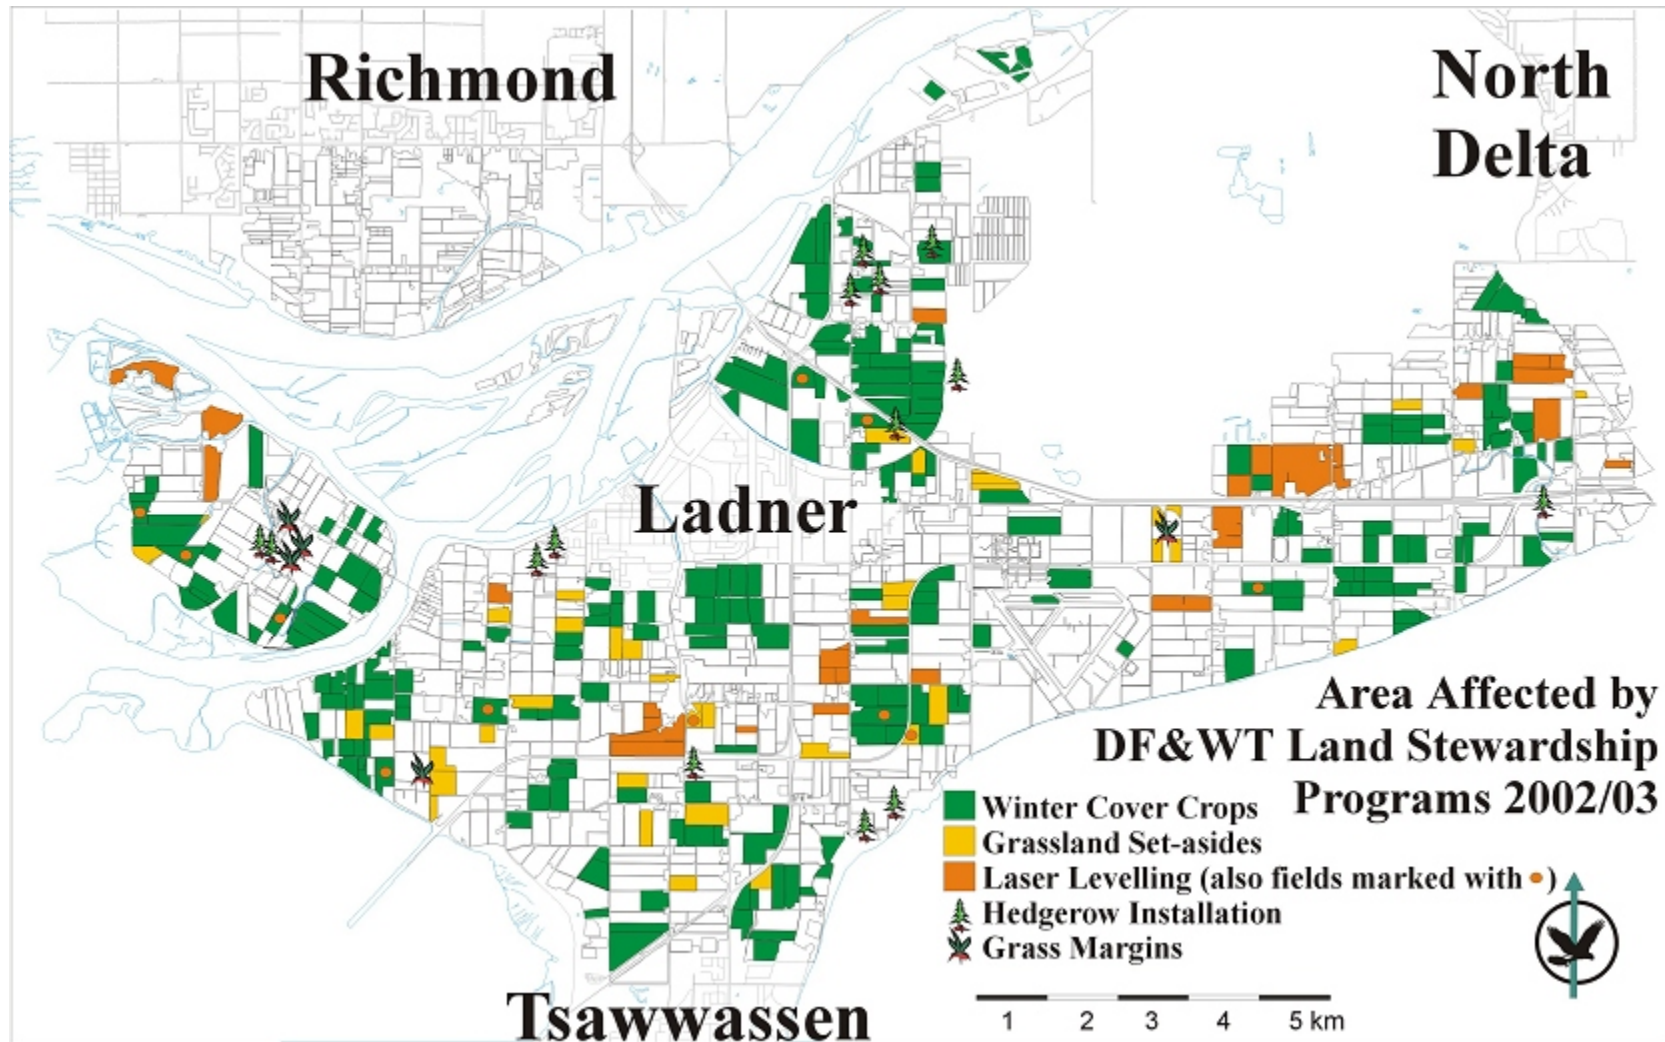 Richmond
North
Delta
Ladner
Tsawwassen
Area Affected by
DF&WT Land Stewardship
Programs 2002/03
Winter Cover Crops
Grassland Set-asides
Laser Levelling (also fields marked with )
Hedgerow Installation
Grass Margins
1 2 3 4 5 km